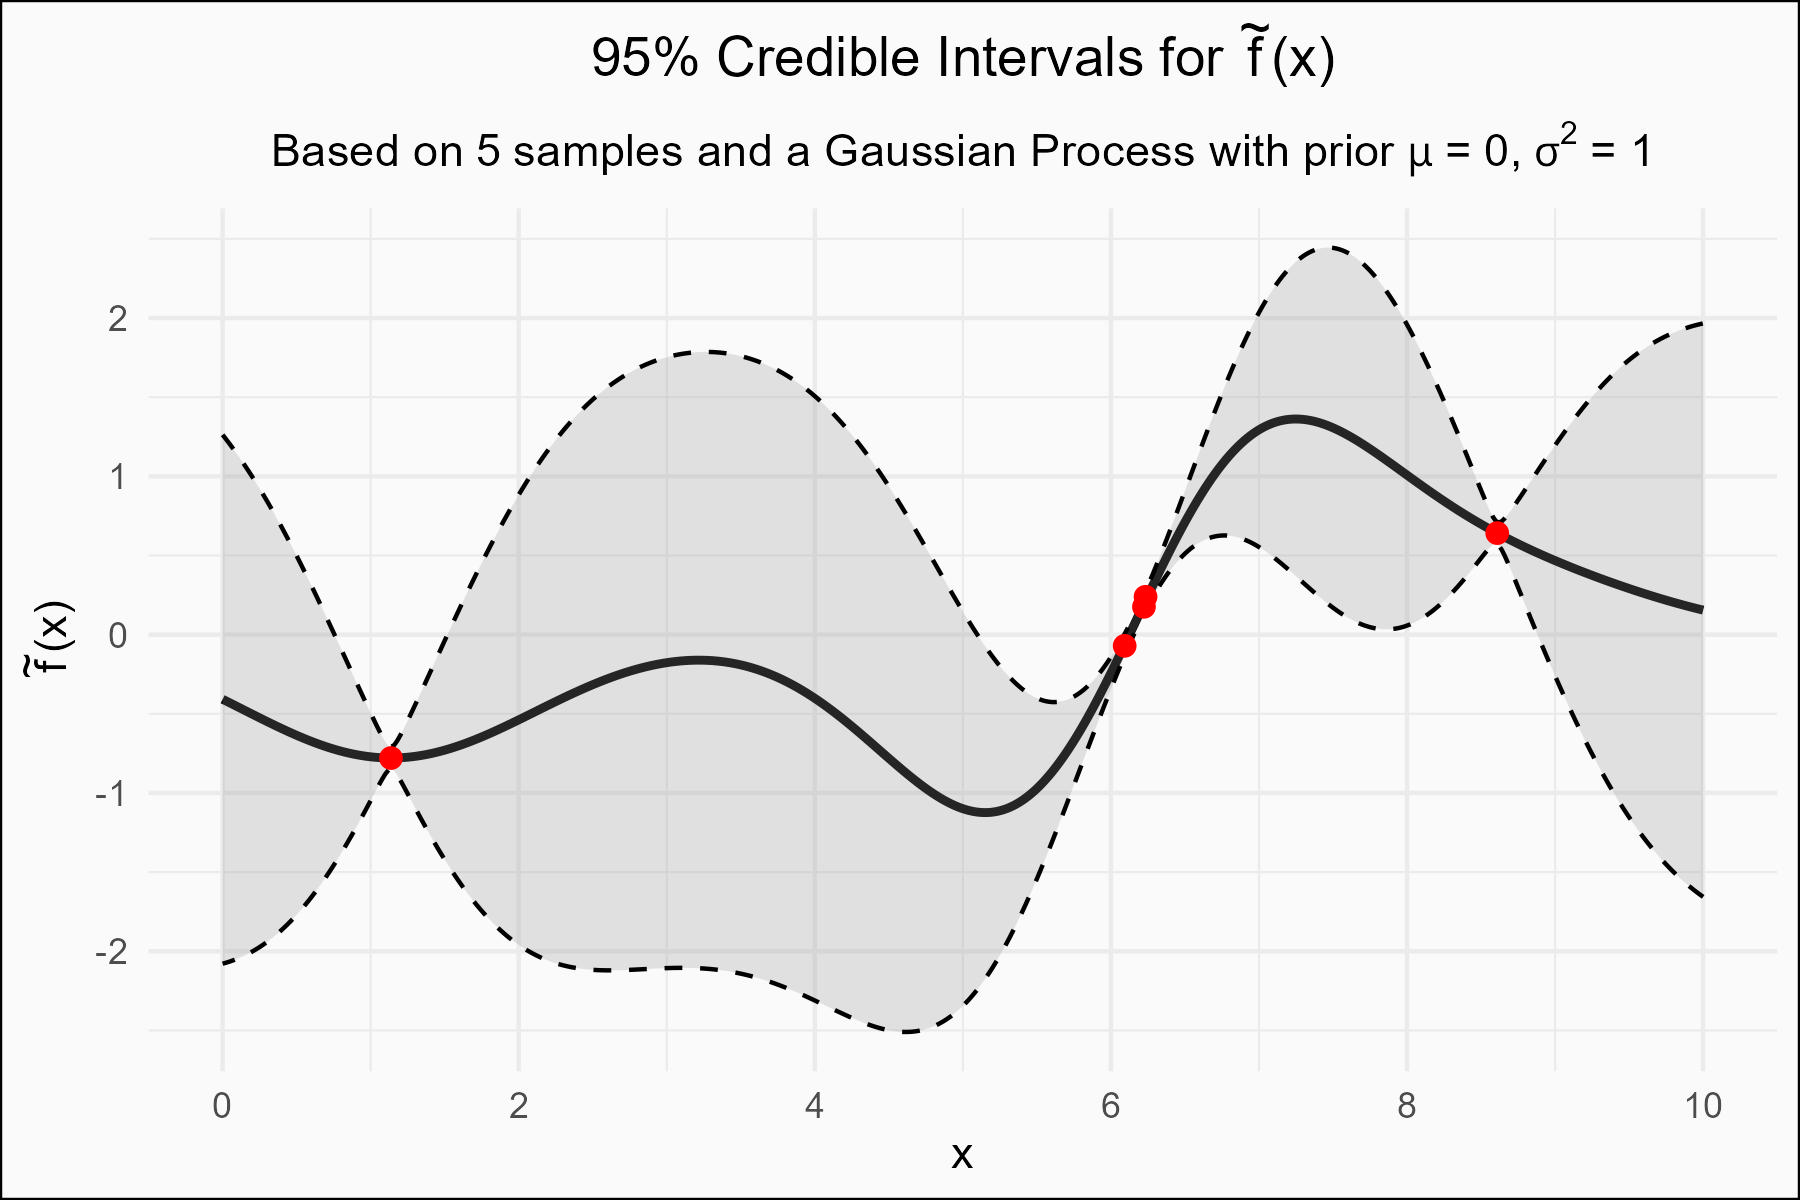 95% Credible Intervals for f̃(x)
Based on 5 samples and a Gaussian Process with prior μ = 0, σ² = 1
f̃(x)
2
1
0
-1
-2
0 2 4 6 8 10
x